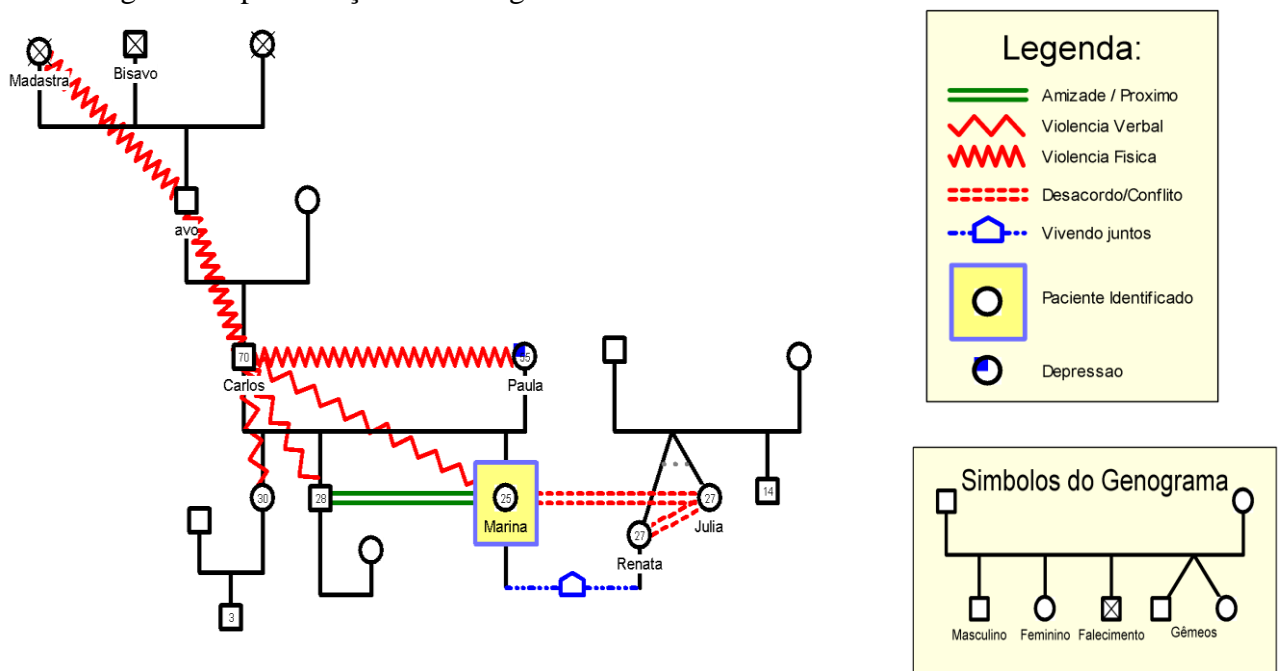 Madastra
Bisavo
avo
70
Carlos
55
Paula
30
28
25
Marina
27
Julia
27
Renata
14
3
Legenda:
Amizade / Proximo
Violencia Verbal
Violencia Fisica
Desacordo/Conflito
Vivendo juntos
Paciente Identificado
Depressao
Simbolos do Genograma
Masculino
Feminino
Falecimento
Gêmeos